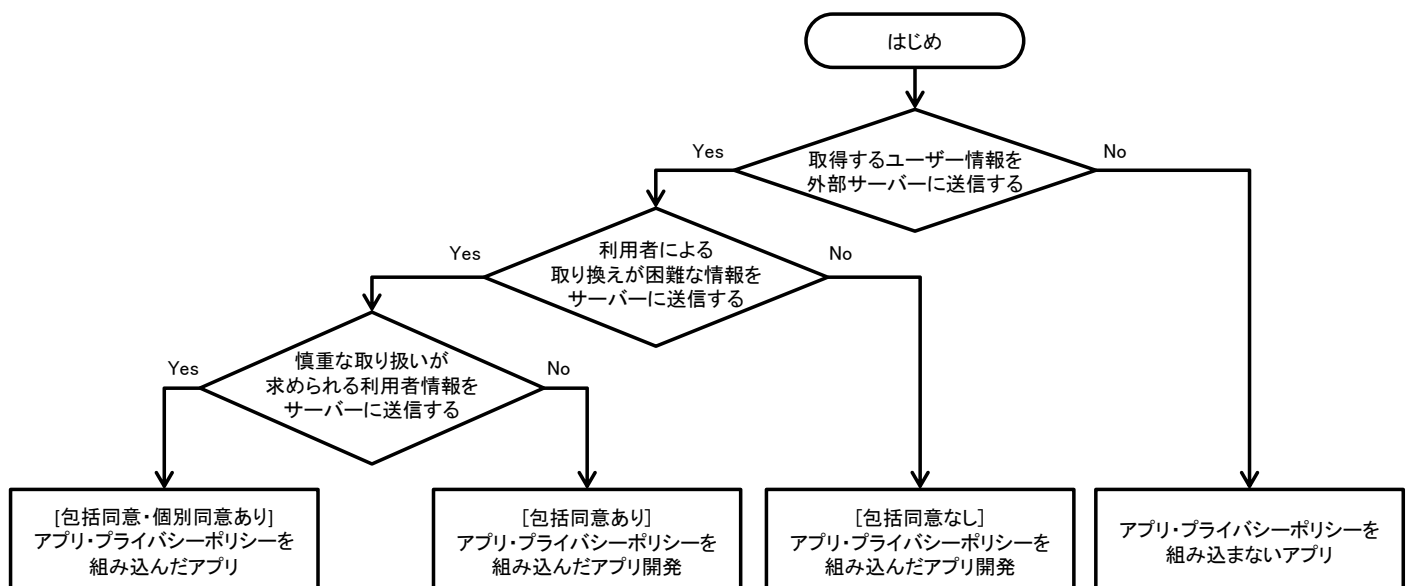 はじめ
取得するユーザー情報を
外部サーバーに送信する
Yes
No
利用者による
取り換えが困難な情報を
サーバーに送信する
Yes
No
慎重な取り扱いが
求められる利用者情報を
サーバーに送信する
Yes
No
[包括同意・個別同意あり]
アプリ・プライバシーポリシーを
組み込んだアプリ
[包括同意あり]
アプリ・プライバシーポリシーを
組み込んだアプリ開発
[包括同意なし]
アプリ・プライバシーポリシーを
組み込んだアプリ開発
アプリ・プライバシーポリシーを
組み込まないアプリ